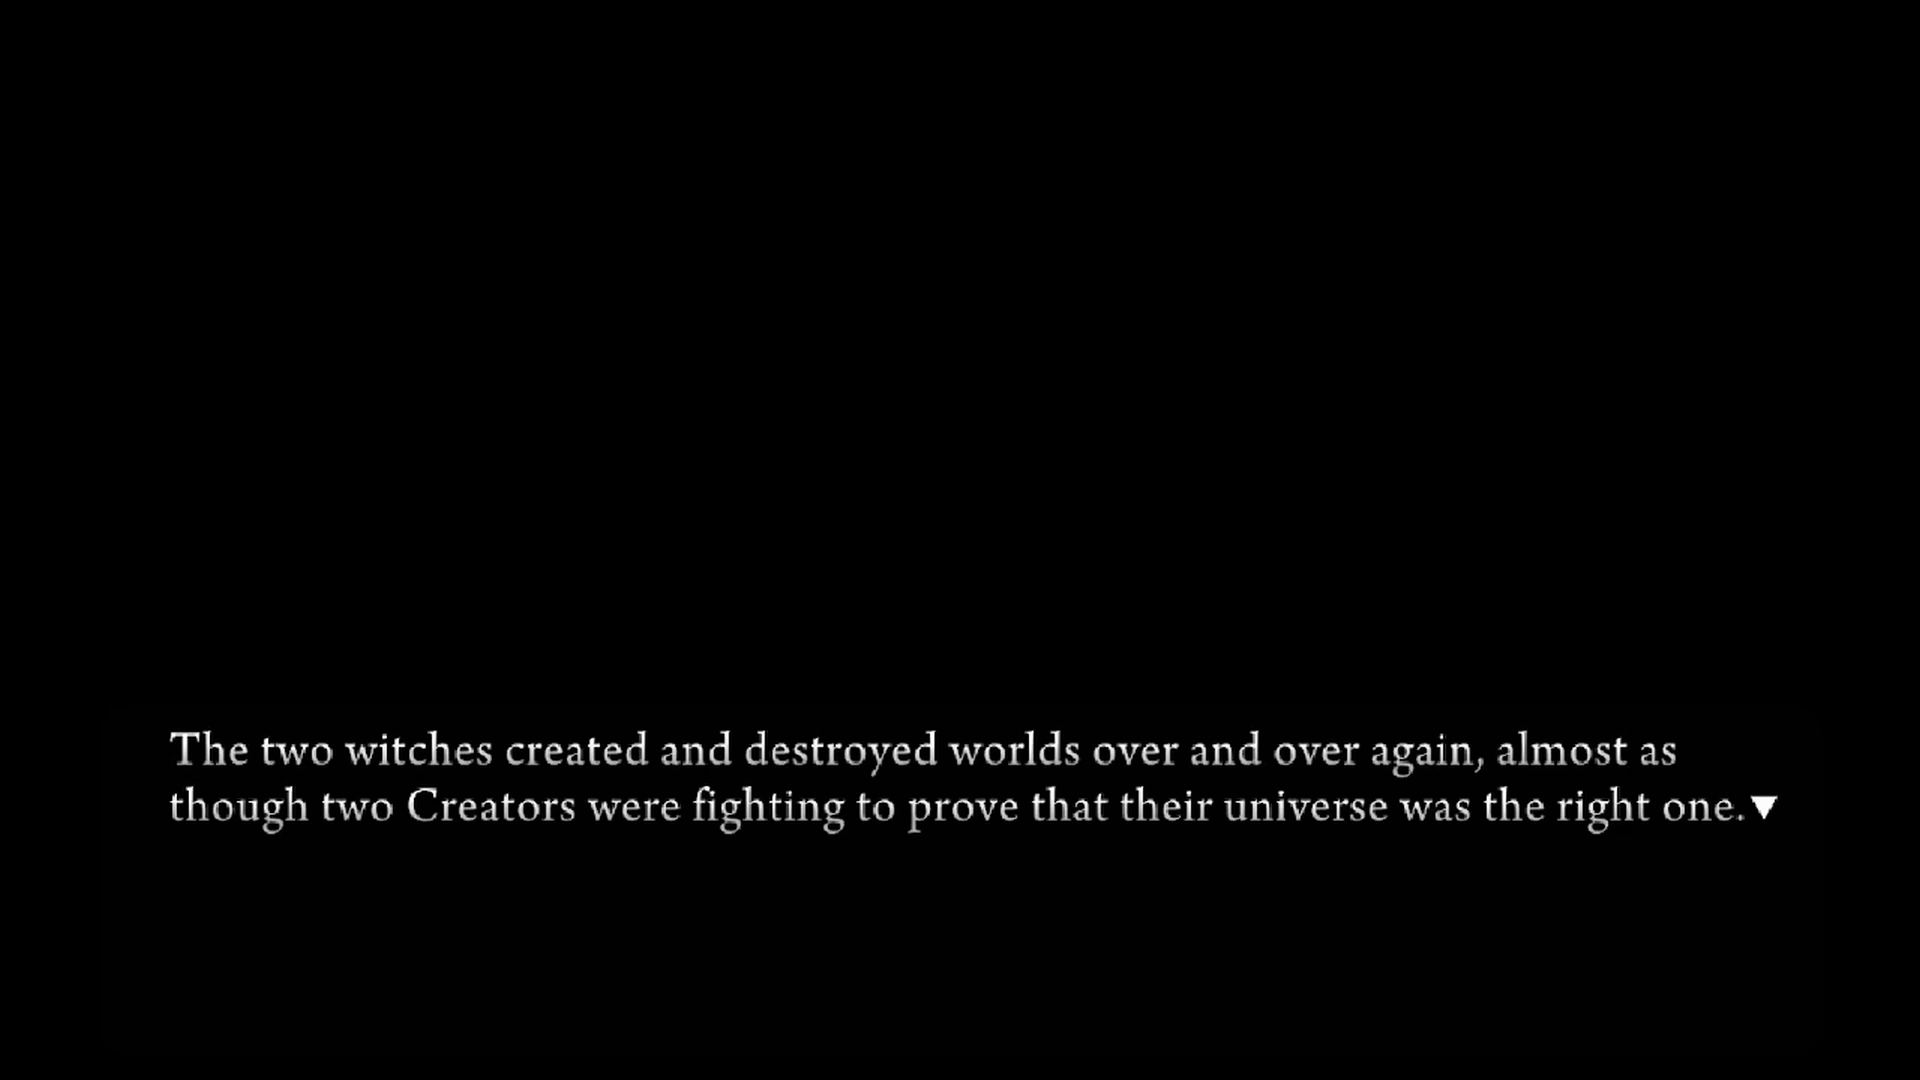 The two witches created and destroyed worlds over and over again, almost as
though two Creators were fighting to prove that their universe was the right one.